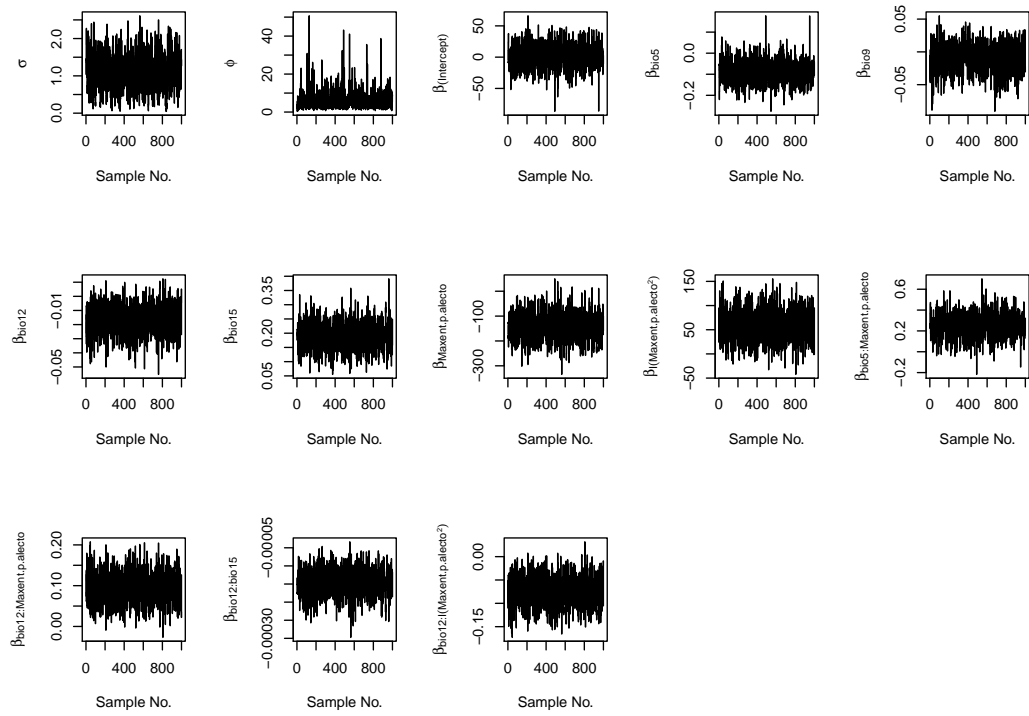 σ
0.0 1.0 2.0
0 400 800
Sample No.
ϕ
0 20 40
0 400 800
Sample No.
β(Intercept)
−50 0 50
0 400 800
Sample No.
βbio5
−0.2 0.0
0 400 800
Sample No.
βbio9
−0.05 0.05
0 400 800
Sample No.
βbio12
−0.05 −0.01
0 400 800
Sample No.
βbio15
0.05 0.20 0.35
0 400 800
Sample No.
βMaxent.p.alecto
−300 −100
0 400 800
Sample No.
βI(Maxent.p.alecto²)
−50 50 150
0 400 800
Sample No.
βbio5:Maxent.p.alecto
−0.2 0.2 0.6
0 400 800
Sample No.
βbio12:Maxent.p.alecto
0.00 0.10 0.20
0 400 800
Sample No.
βbio12:bio15
−0.00030 −0.00005
0 400 800
Sample No.
βbio12:I(Maxent.p.alecto²)
−0.15 0.00
0 400 800
Sample No.